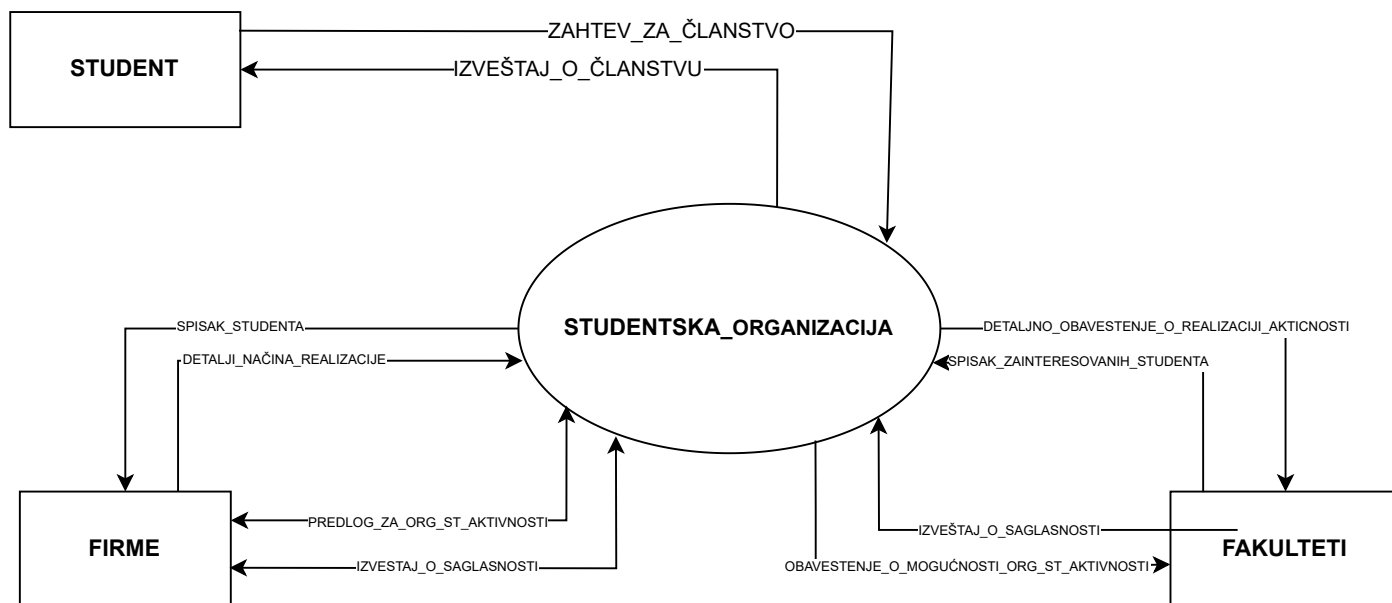 ZAHTEV_ZA_ČLANSTVO
STUDENT
IZVEŠTAJ_O_ČLANSTVU
STUDENTSKA_ORGANIZACIJA
SPISAK_STUDENTA
DETALJI_NAČINA_REALIZACIJE
DETALJNO_OBAVESTENJE_O_REALIZACIJI_AKTICNOSTI
SPISAK_ZAINTERESOVANIH_STUDENTA
PREDLOG_ZA_ORG_ST_AKTIVNOSTI
IZVEŠTAJ_O_SAGLASNOSTI
FIRME
FAKULTETI
IZVESTAJ_O_SAGLASNOSTI
OBAVESTENJE_O_MOGUĆNOSTI_ORG_ST_AKTIVNOSTI